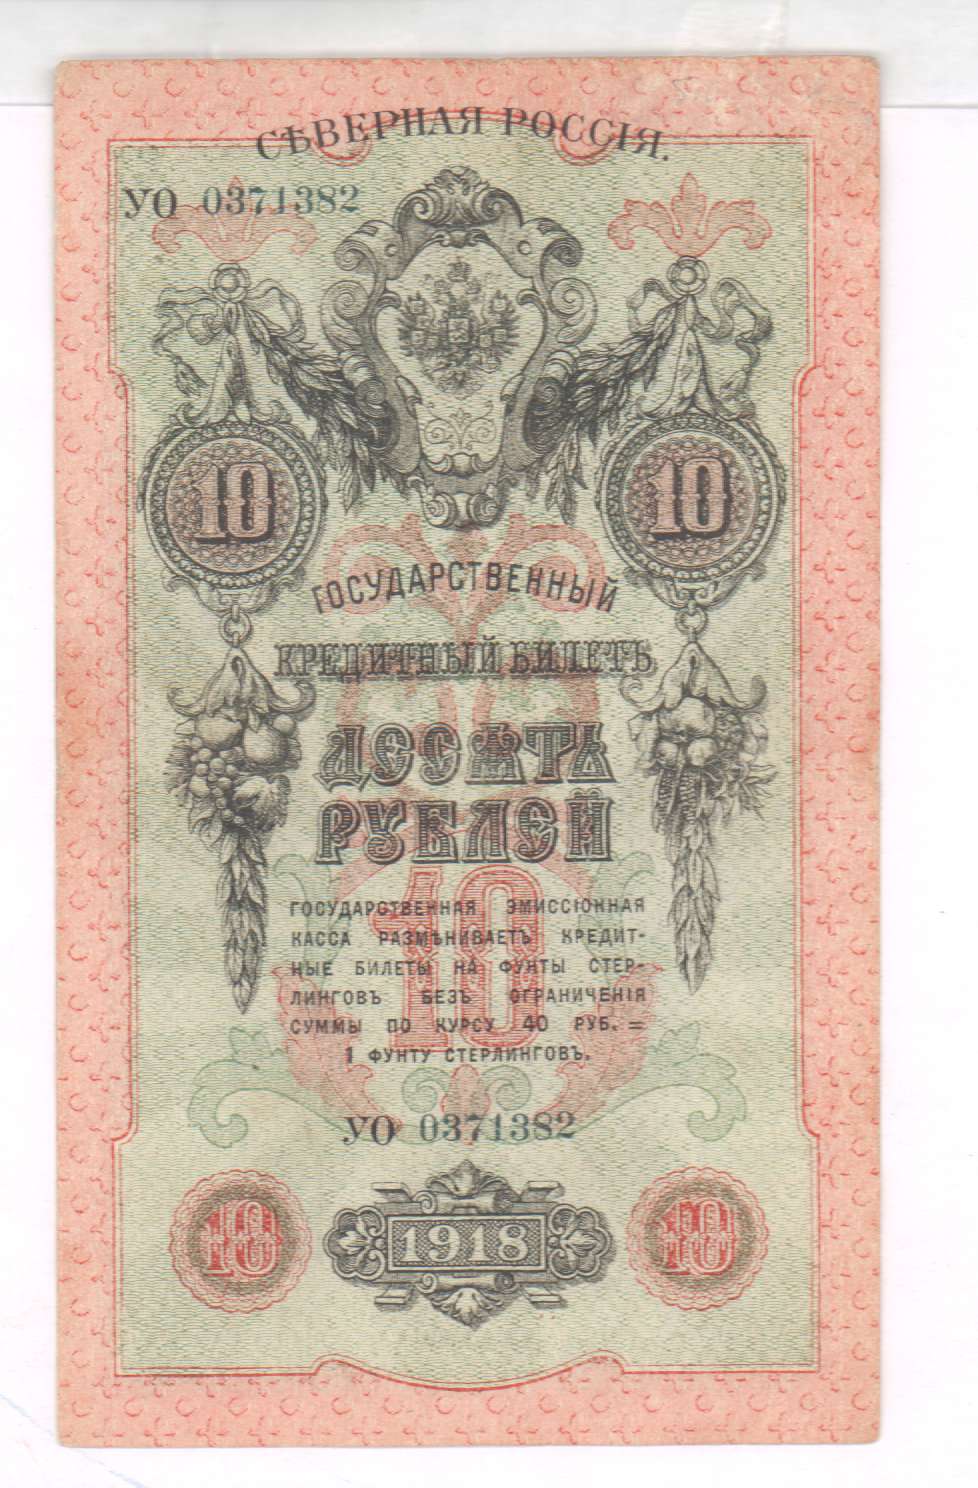 СѢВЕРНАЯ РОССІЯ.
УО 0371382
10 10
ГОСУДАРСТВЕННЫЙ
КРЕДИТНЫЙ БИЛЕТЪ
ДЕСЯТЬ
РУБЛЕЙ
10
ГОСУДАРСТВЕННАЯ ЭМИССІОННАЯ
КАССА РАЗМѢНИВАЕТЪ КРЕДИТ-
НЫЕ БИЛЕТЫ НА ФУНТЫ СТЕР-
ЛИНГОВЪ БЕЗЪ ОГРАНИЧЕНІЯ
СУММЫ ПО КУРСУ 40 РУБ. =
1 ФУНТУ СТЕРЛИНГОВЪ.
УО 0371382
10 1918 10